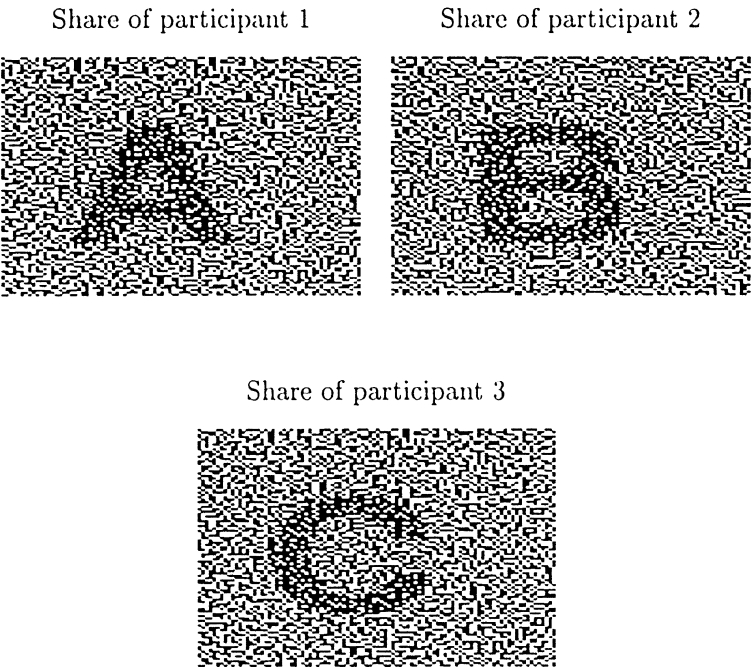 Share of participant 1
Share of participant 2
A
B
Share of participant 3
C